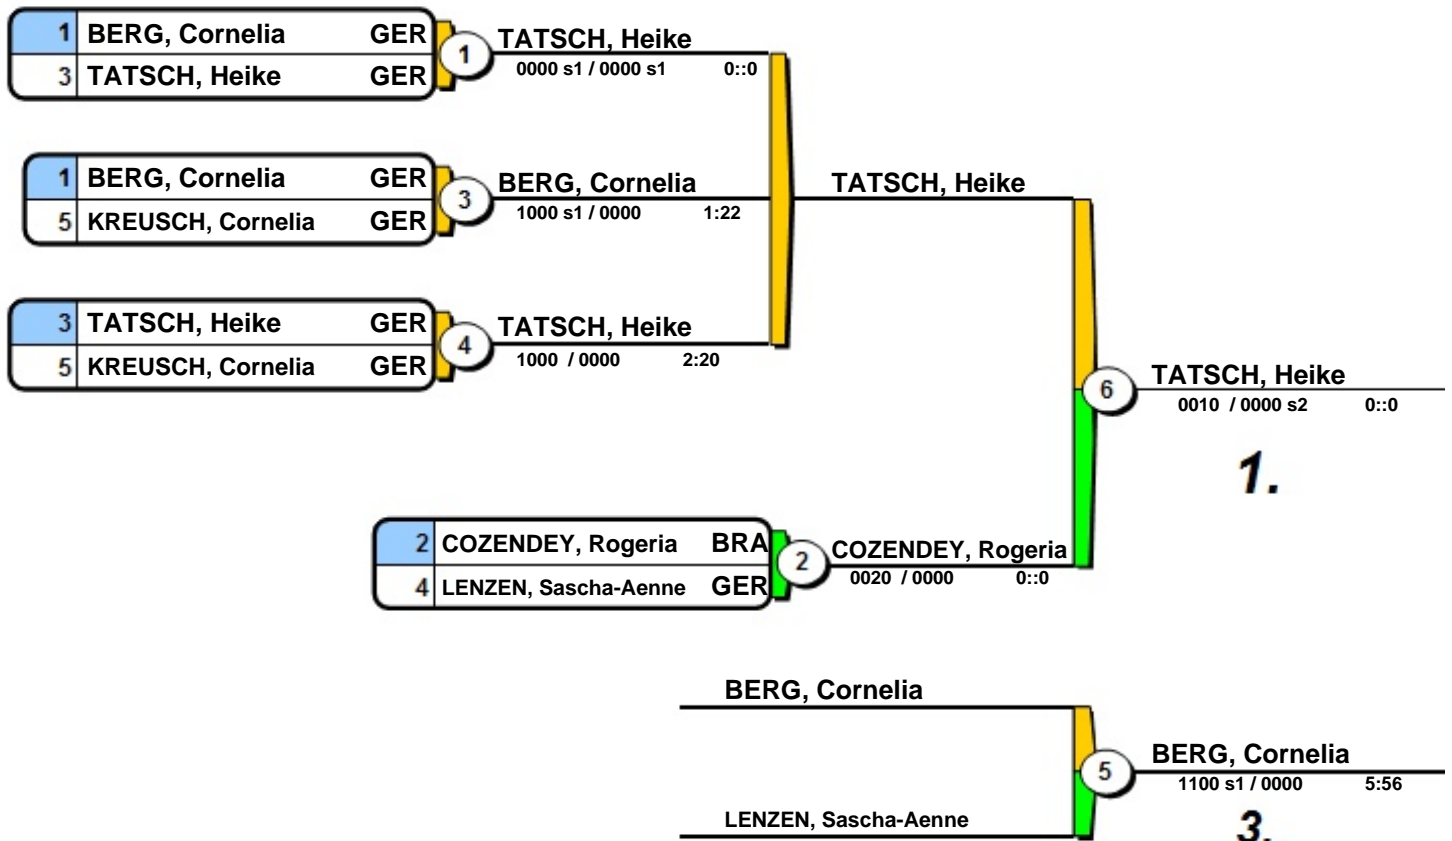 1 BERG, Cornelia GER
3 TATSCH, Heike GER
1
TATSCH, Heike
0000 s1 / 0000 s1 0::0
1 BERG, Cornelia GER
5 KREUSCH, Cornelia GER
3
BERG, Cornelia
1000 s1 / 0000 1:22
TATSCH, Heike
3 TATSCH, Heike GER
5 KREUSCH, Cornelia GER
4
TATSCH, Heike
1000 / 0000 2:20
6
TATSCH, Heike
0010 / 0000 s2 0::0
1.
2 COZENDEY, Rogeria BRA
4 LENZEN, Sascha-Aenne GER
2
COZENDEY, Rogeria
0020 / 0000 0::0
BERG, Cornelia
LENZEN, Sascha-Aenne
5
BERG, Cornelia
1100 s1 / 0000 5:56
3.